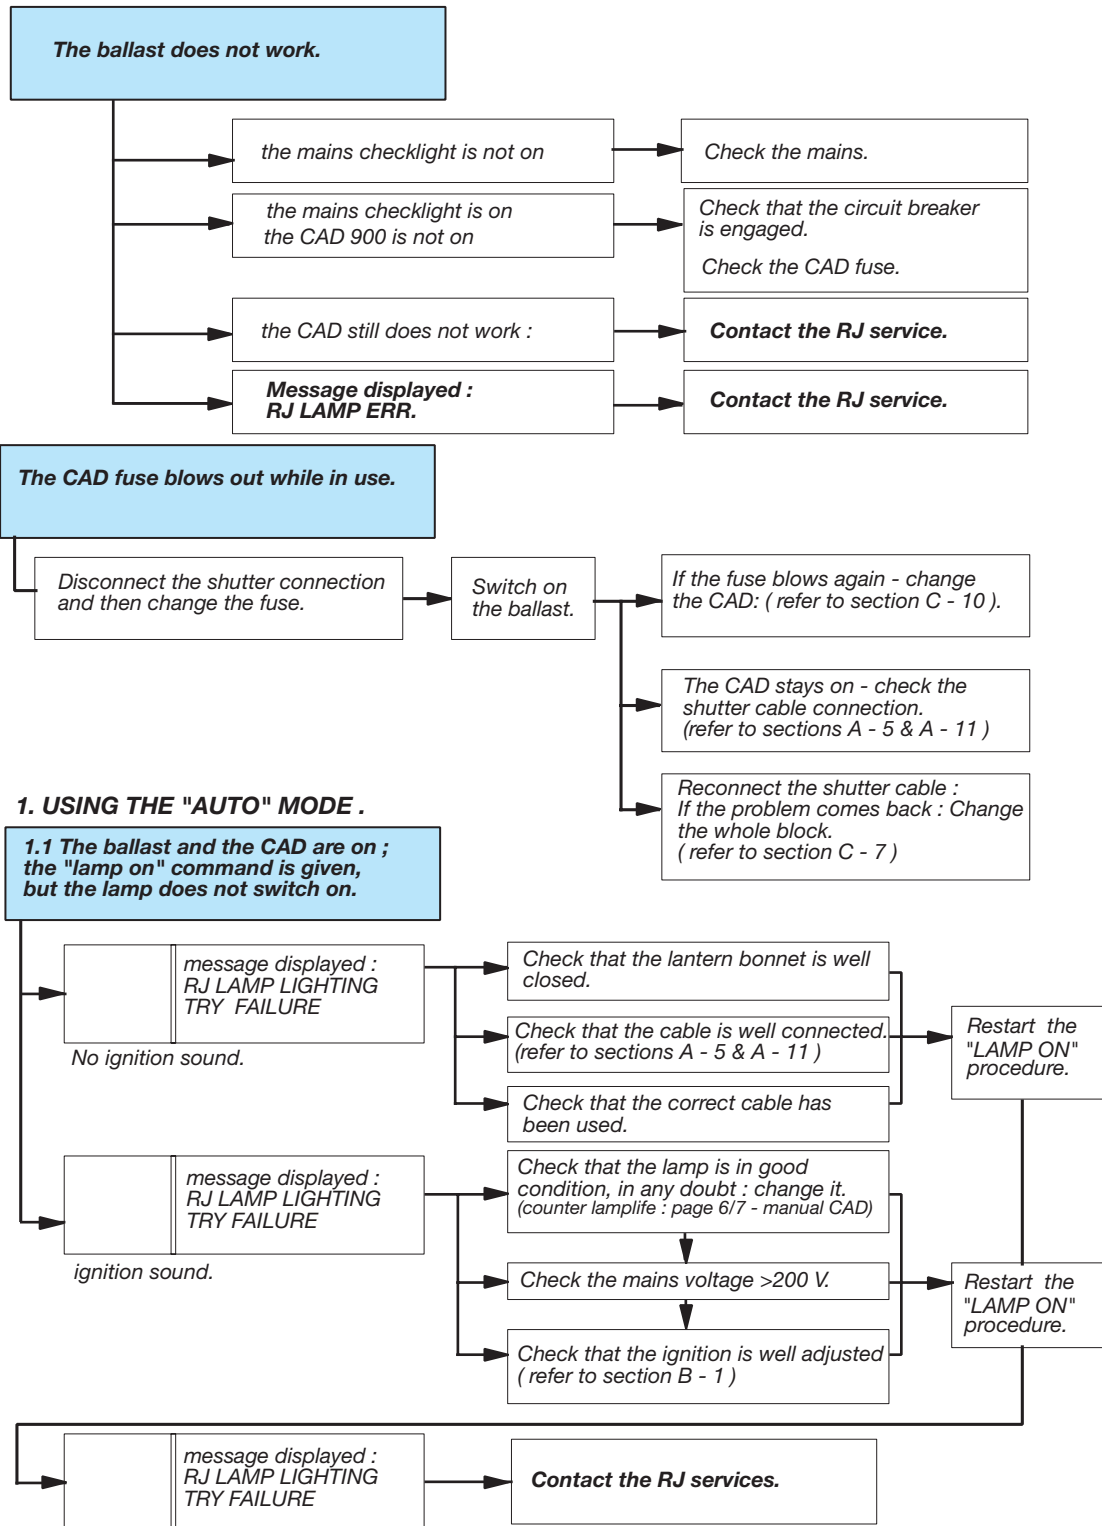 The ballast does not work.
the mains checklight is not on
Check the mains.
the mains checklight is on
the CAD 900 is not on
Check that the circuit breaker
is engaged.
Check the CAD fuse.
the CAD still does not work :
Contact the RJ service.
Message displayed :
RJ LAMP ERR.
Contact the RJ service.
The CAD fuse blows out while in use.
Disconnect the shutter connection
and then change the fuse.
Switch on
the ballast.
If the fuse blows again - change
the CAD: ( refer to section C - 10 ).
The CAD stays on - check the
shutter cable connection.
(refer to sections A - 5 & A - 11 )
Reconnect the shutter cable :
If the problem comes back : Change
the whole block.
( refer to section C - 7 )
1. USING THE "AUTO" MODE .
1.1 The ballast and the CAD are on ;
the "lamp on" command is given,
but the lamp does not switch on.
message displayed :
RJ LAMP LIGHTING
TRY FAILURE
No ignition sound.
Check that the lantern bonnet is well
closed.
Check that the cable is well connected.
(refer to sections A - 5 & A - 11 )
Check that the correct cable has
been used.
Restart the
"LAMP ON"
procedure.
message displayed :
RJ LAMP LIGHTING
TRY FAILURE
ignition sound.
Check that the lamp is in good
condition, in any doubt : change it.
(counter lamplife : page 6/7 - manual CAD)
Check the mains voltage >200 V.
Check that the ignition is well adjusted
( refer to section B - 1 )
Restart the
"LAMP ON"
procedure.
message displayed :
RJ LAMP LIGHTING
TRY FAILURE
Contact the RJ services.